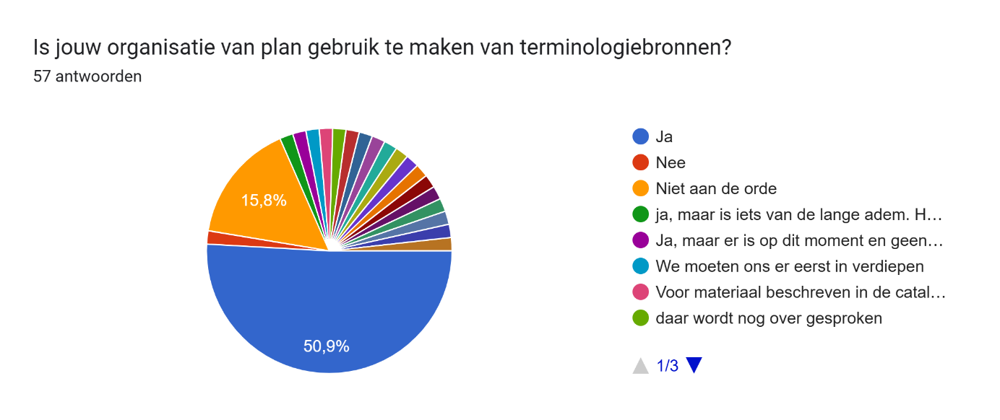 Is jouw organisatie van plan gebruik te maken van terminologiebronnen?
57 antwoorden
15,8%
50,9%
Ja
Nee
Niet aan de orde
ja, maar is iets van de lange adem. H…
Ja, maar er is op dit moment en geen…
We moeten ons er eerst in verdiepen
Voor materiaal beschreven in de catal…
daar wordt nog over gesproken
1/3